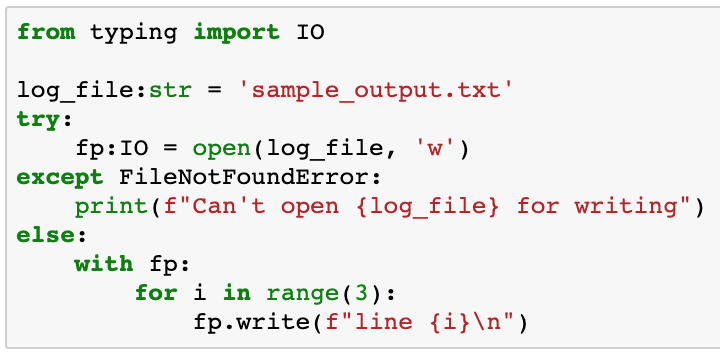 from typing import IO

log_file:str = 'sample_output.txt'
try:
    fp:IO = open(log_file, 'w')
except FileNotFoundError:
    print(f"Can't open {log_file} for writing")
else:
    with fp:
        for i in range(3):
            fp.write(f"line {i}\n")